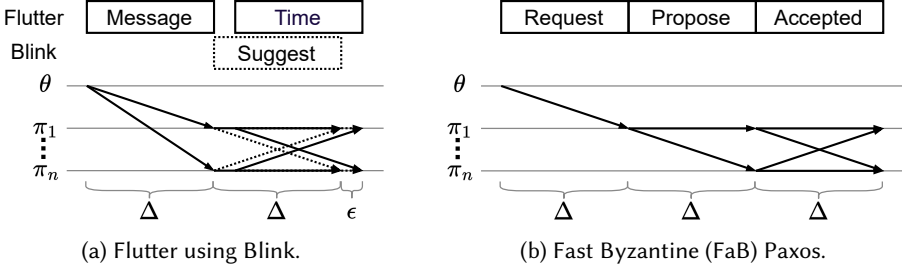 Flutter Message Time Flutter Request Propose Accepted
Blink Suggest
θ θ
π1 π1
πn πn
Δ Δ ϵ Δ Δ Δ
(a) Flutter using Blink. (b) Fast Byzantine (FaB) Paxos.